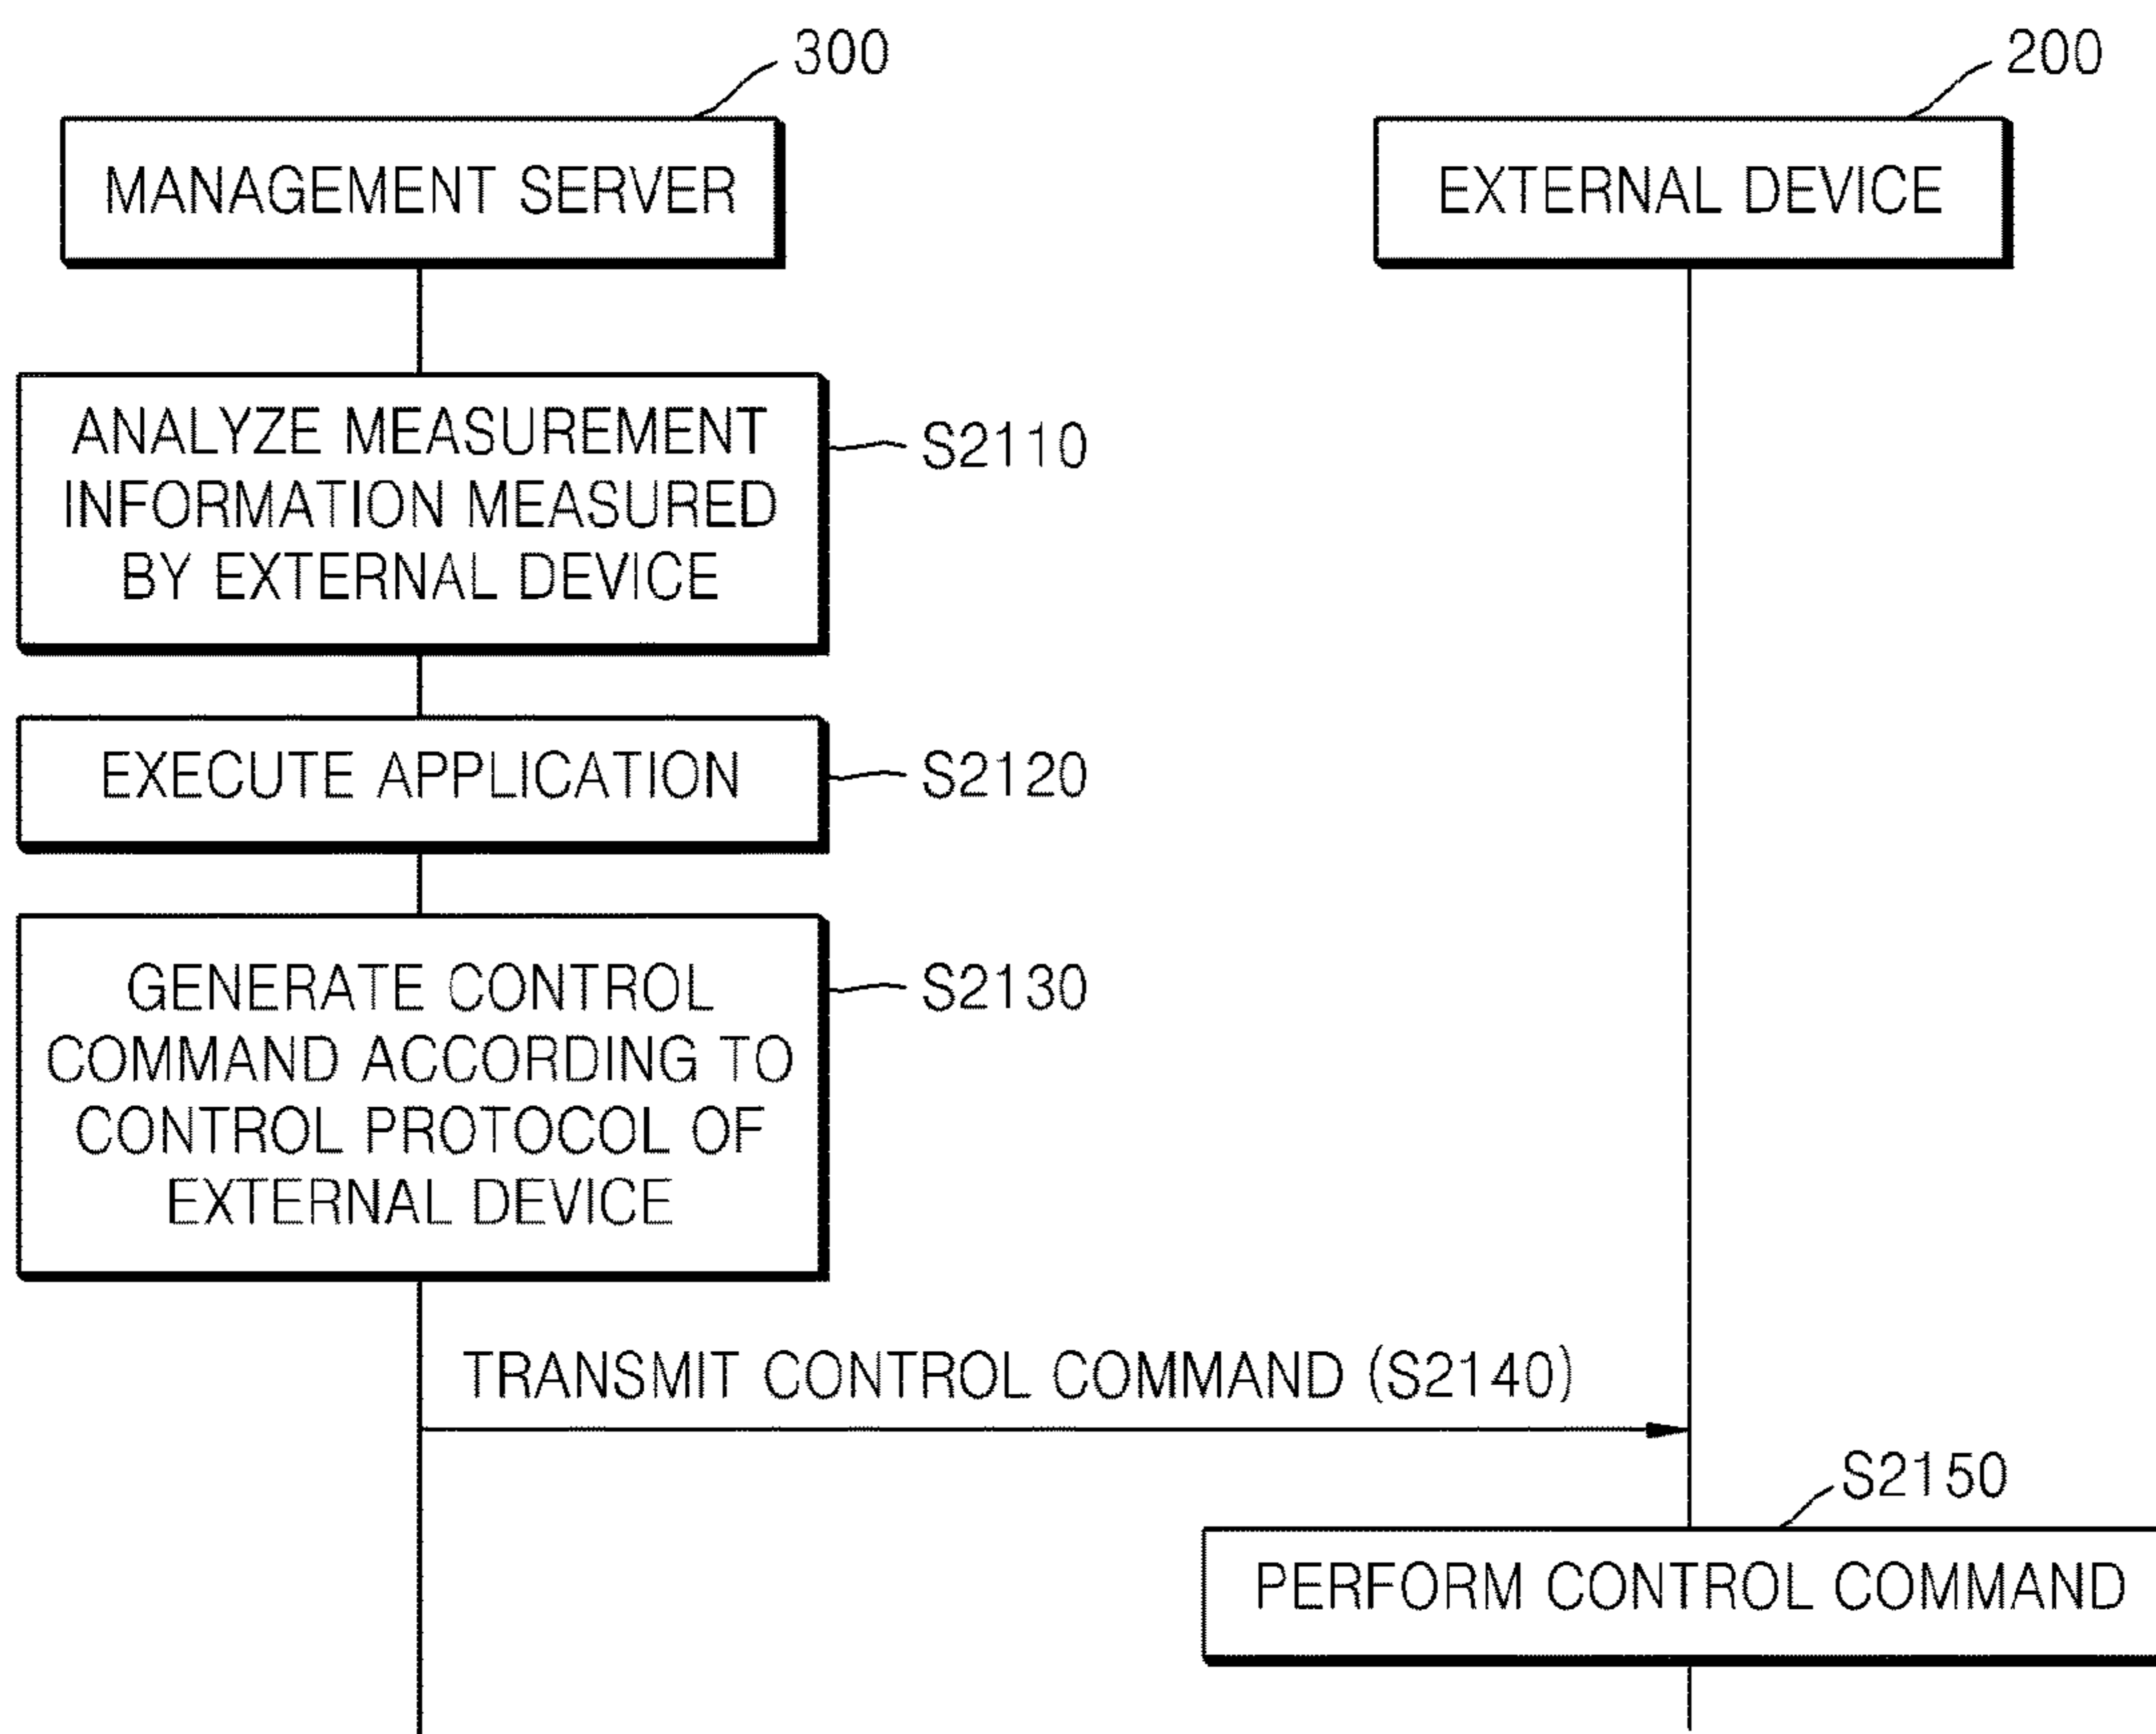 300
200
MANAGEMENT SERVER
EXTERNAL DEVICE
ANALYZE MEASUREMENT
INFORMATION MEASURED
BY EXTERNAL DEVICE
S2110
EXECUTE APPLICATION
S2120
GENERATE CONTROL
COMMAND ACCORDING TO
CONTROL PROTOCOL OF
EXTERNAL DEVICE
S2130
TRANSMIT CONTROL COMMAND (S2140)
S2150
PERFORM CONTROL COMMAND